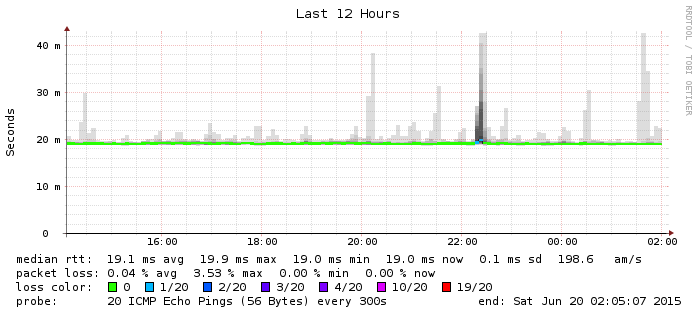 Last 12 Hours
RRDTOOL / TOBI OETIKER
Seconds
40 m
30 m
20 m
10 m
0
16:00 18:00 20:00 22:00 00:00 02:00
median rtt: 19.1 ms avg 19.9 ms max 19.0 ms min 19.0 ms now 0.1 ms sd 198.6 am/s
packet loss: 0.04 % avg 3.53 % max 0.00 % min 0.00 % now
loss color: 0 1/20 2/20 3/20 4/20 10/20 19/20
probe: 20 ICMP Echo Pings (56 Bytes) every 300s end: Sat Jun 20 02:05:07 2015